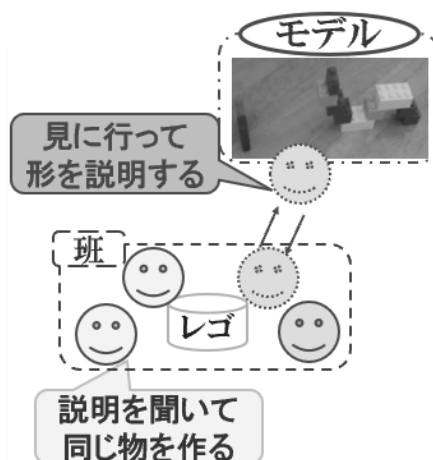 モデル
見に行って
形を説明する
班
レゴ
説明を聞いて
同じ物を作る